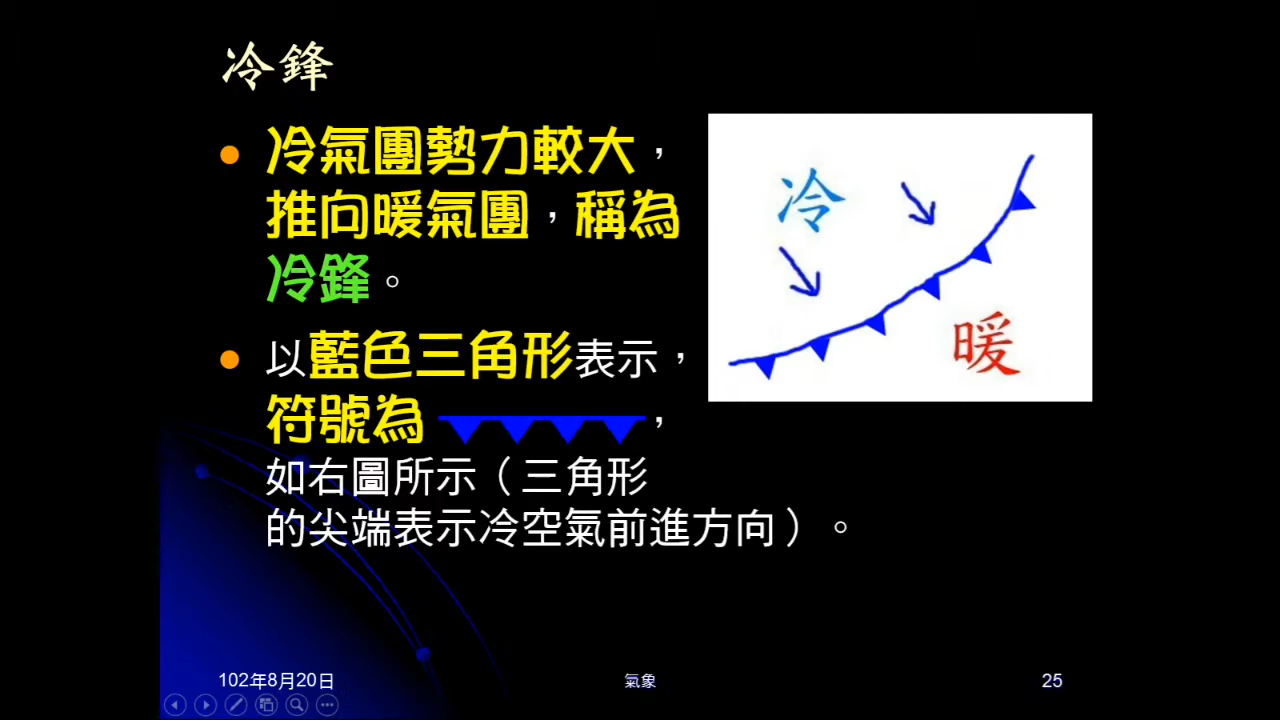 冷鋒
冷氣團勢力較大，
推向暖氣團，稱為
冷鋒。
以藍色三角形表示，
符號為 ，
如右圖所示（三角形
的尖端表示冷空氣前進方向）。
冷
暖
102年8月20日
氣象
25